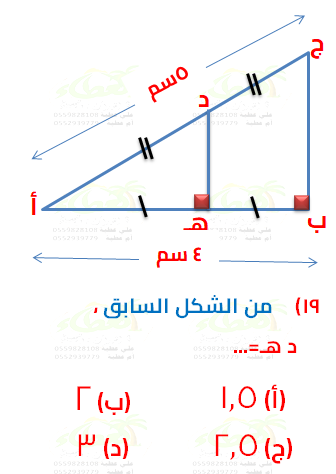 ج
٥سم
د
أ
هـ
ب
٤ سم
١٩) من الشكل السابق ،
د هـ=...
(أ) ١,٥
(ب) ٢
(ج) ٢,٥
(د) ٣